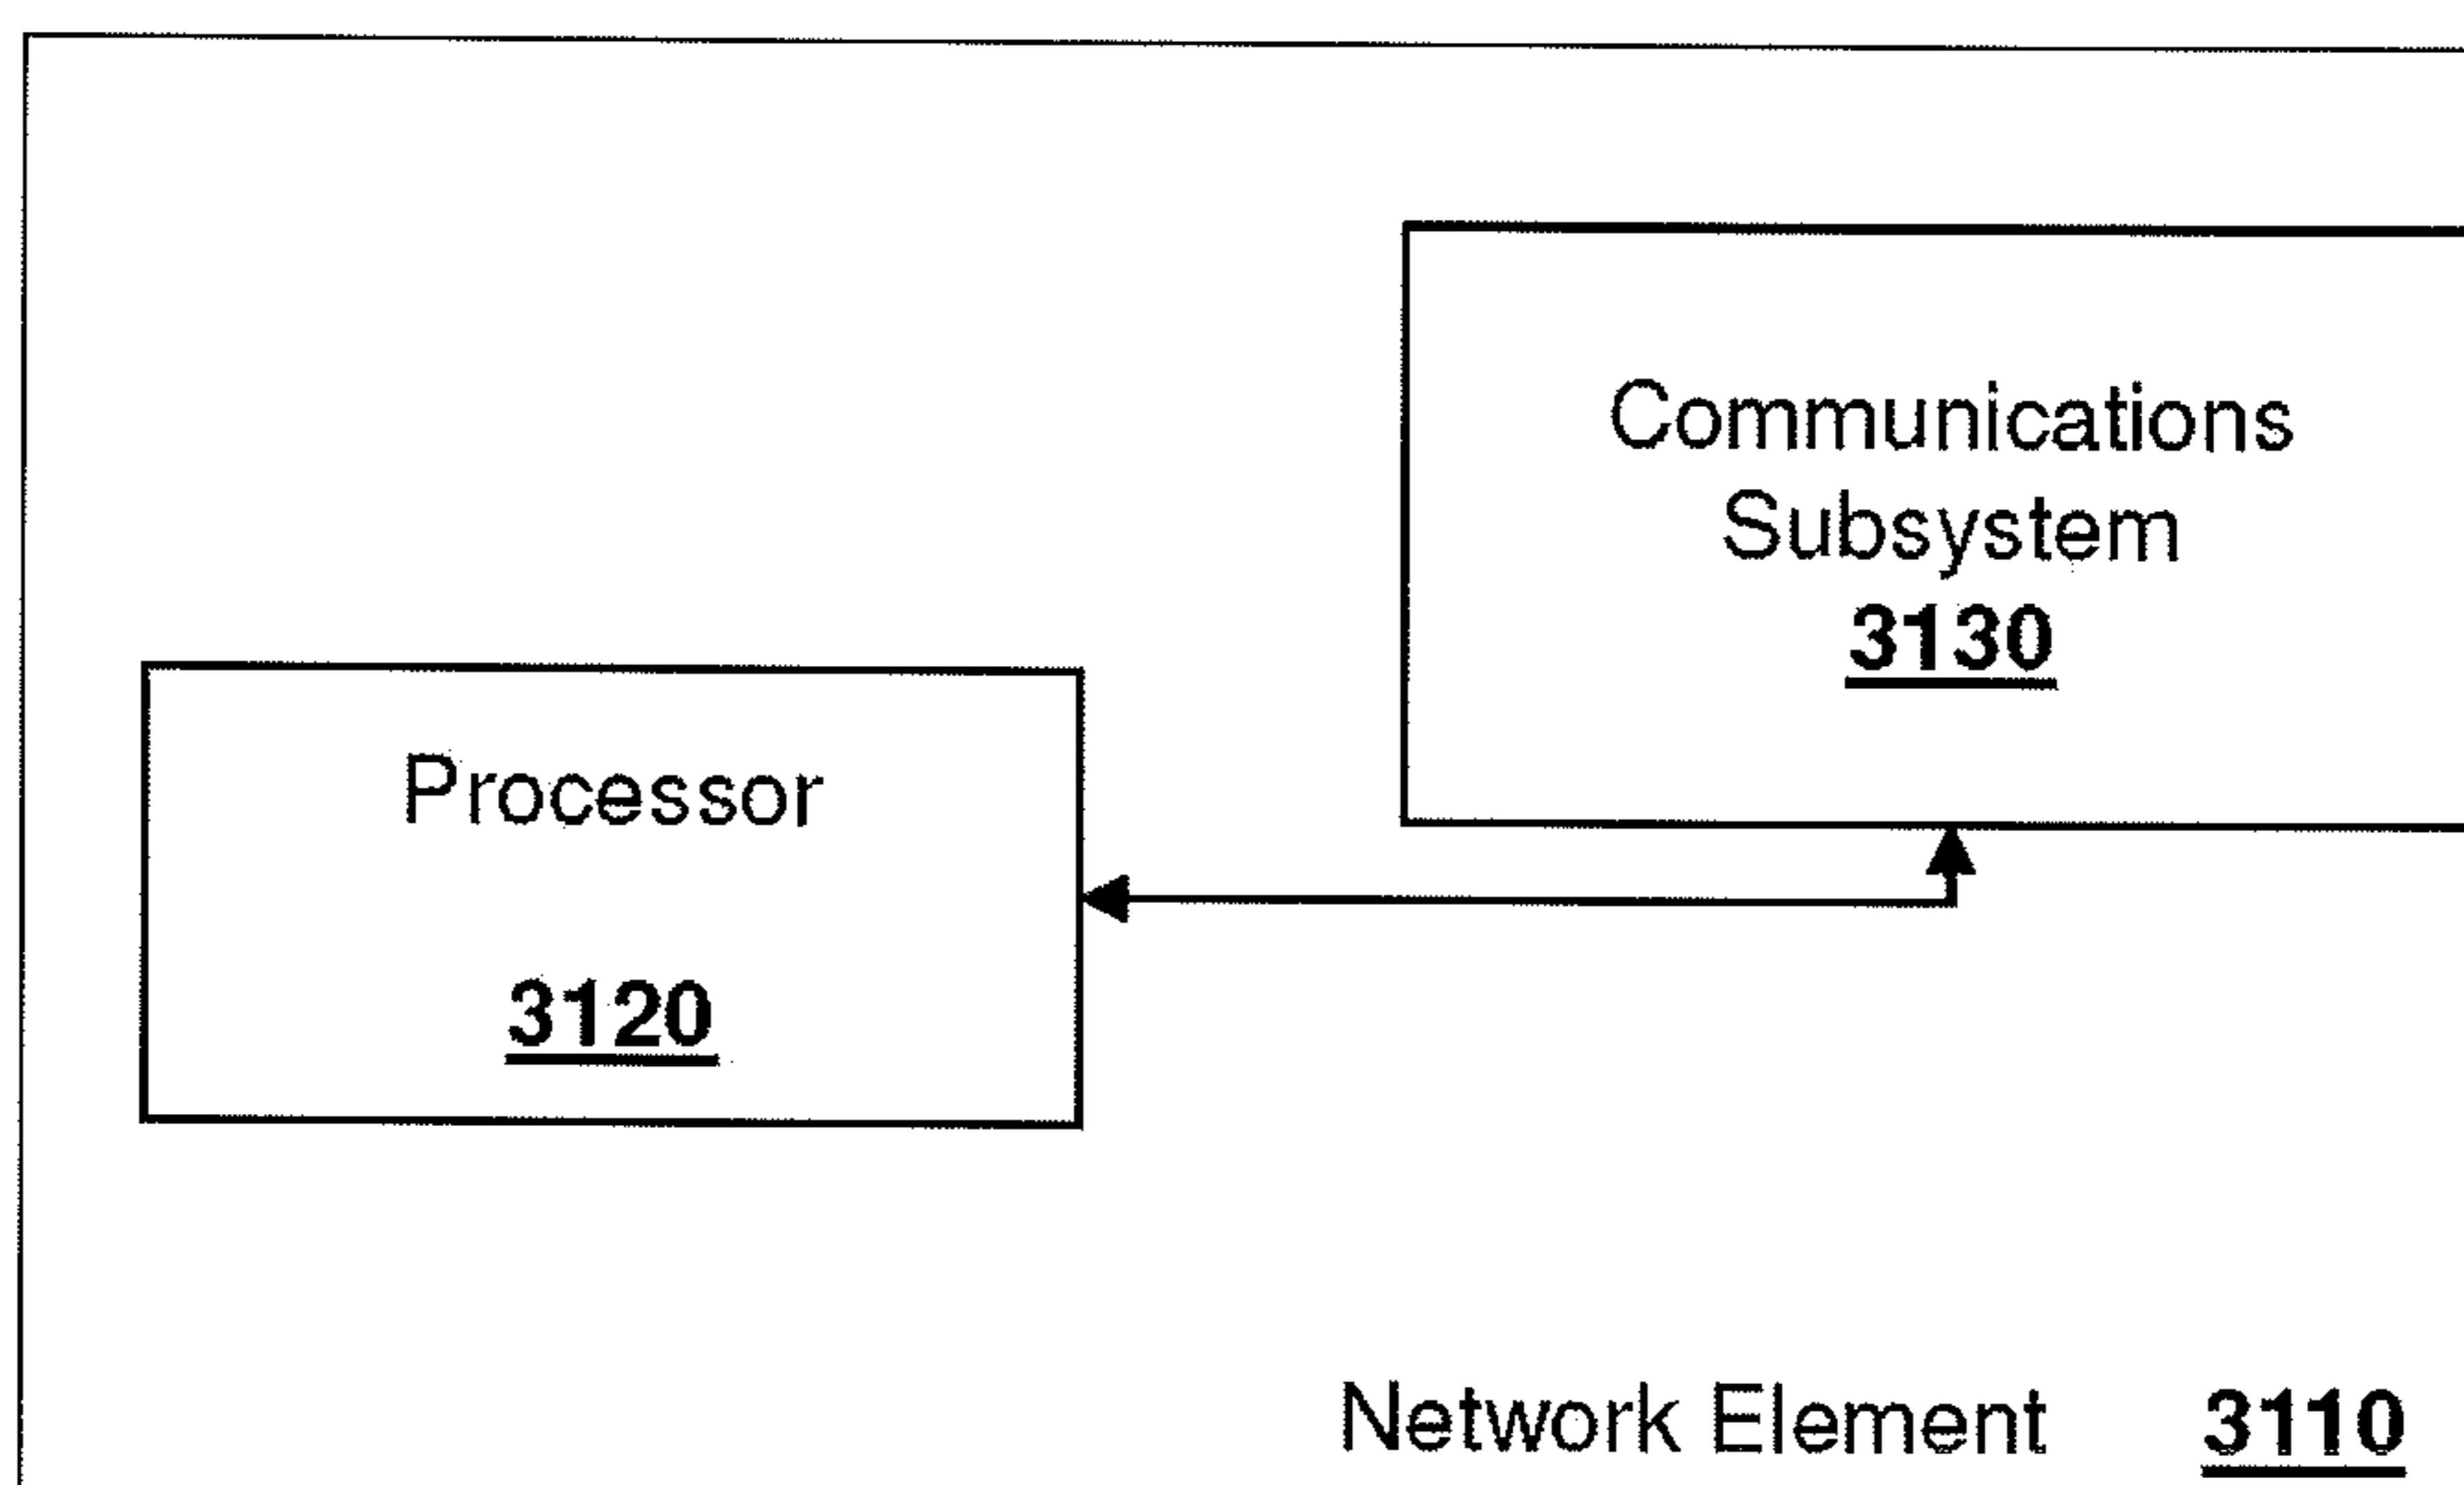 Communications
Subsystem
3130
Processor
3120
Network Element 3110